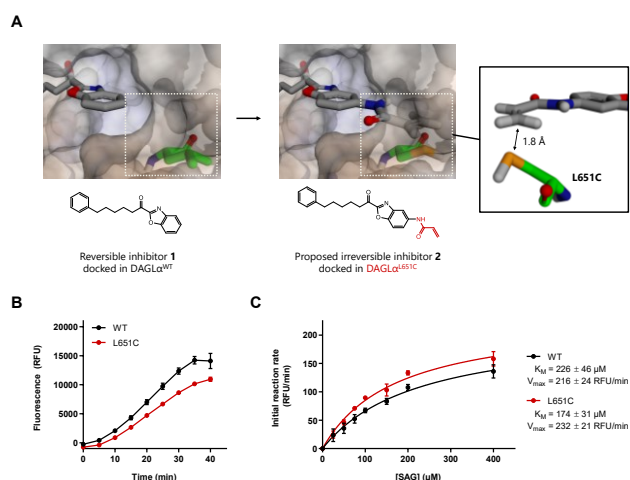 A
1.8 Å
L651C
O
N
O
Reversible inhibitor 1
docked in DAGLα^WT
O
N
O
NH
O
Proposed irreversible inhibitor 2
docked in DAGLα^L651C
B
WT
L651C
Fluorescence (RFU)
20000
15000
10000
5000
0
0 10 20 30 40
Time (min)
C
Initial reaction rate
(RFU/min)
200
150
100
50
0
0 100 200 300 400 500
[SAG] (µM)
WT
K_M = 226 ± 46 µM
V_max = 216 ± 24 RFU/min
L651C
K_M = 174 ± 31 µM
V_max = 232 ± 21 RFU/min